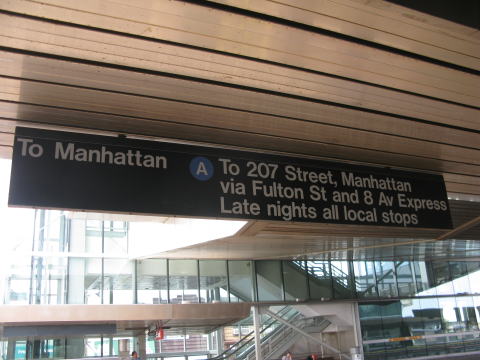 To Manhattan
A
To 207 Street, Manhattan
via Fulton St and 8 Av Express
Late nights all local stops